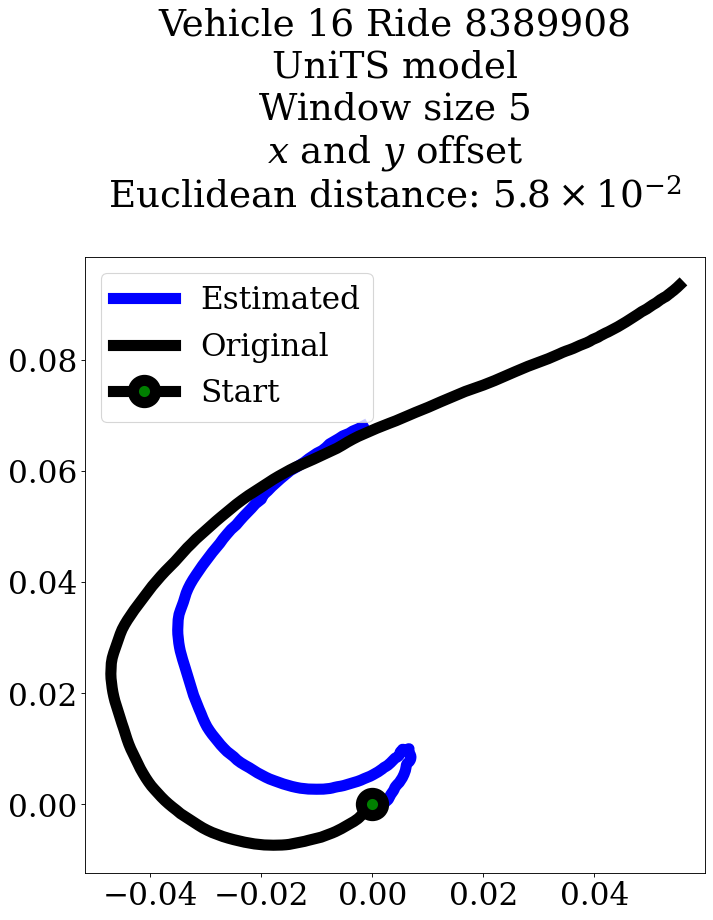 Vehicle 16 Ride 8389908
UniTS model
Window size 5
x and y offset
Euclidean distance: 5.8 × 10⁻²
Estimated
Original
Start
0.08
0.06
0.04
0.02
0.00
−0.04 −0.02 0.00 0.02 0.04